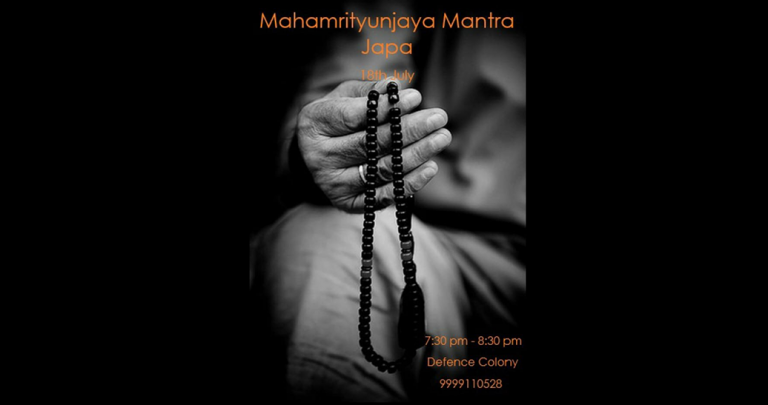 Mahamrityunjaya Mantra
Japa
18th July
7:30 pm - 8:30 pm
Defence Colony
9999110528